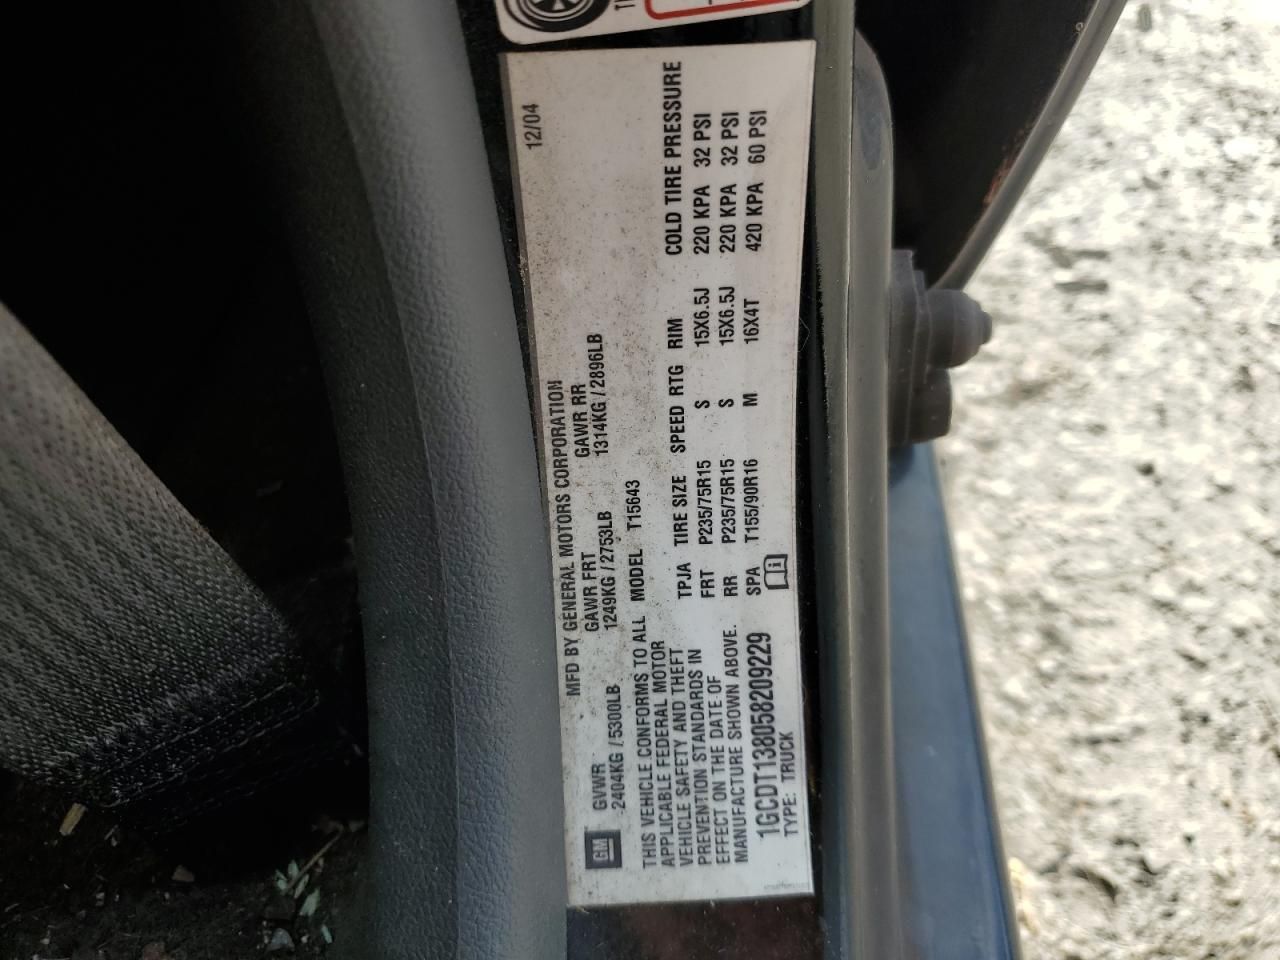 TI
12/04
MFD BY GENERAL MOTORS CORPORATION
GVWR GAWR FRT GAWR RR
2404KG / 5300LB 1249KG / 2753LB 1314KG / 2896LB
GM
THIS VEHICLE CONFORMS TO ALL
APPLICABLE FEDERAL MOTOR
VEHICLE SAFETY AND THEFT
PREVENTION STANDARDS IN
EFFECT ON THE DATE OF
MANUFACTURE SHOWN ABOVE.
1GCDT138058209229
TYPE: TRUCK
MODEL T15643
TPJA TIRE SIZE SPEED RTG RIM COLD TIRE PRESSURE
FRT P235/75R15 S 15X6.5J 220 KPA 32 PSI
RR P235/75R15 S 15X6.5J 220 KPA 32 PSI
SPA T155/90R16 M 16X4T 420 KPA 60 PSI